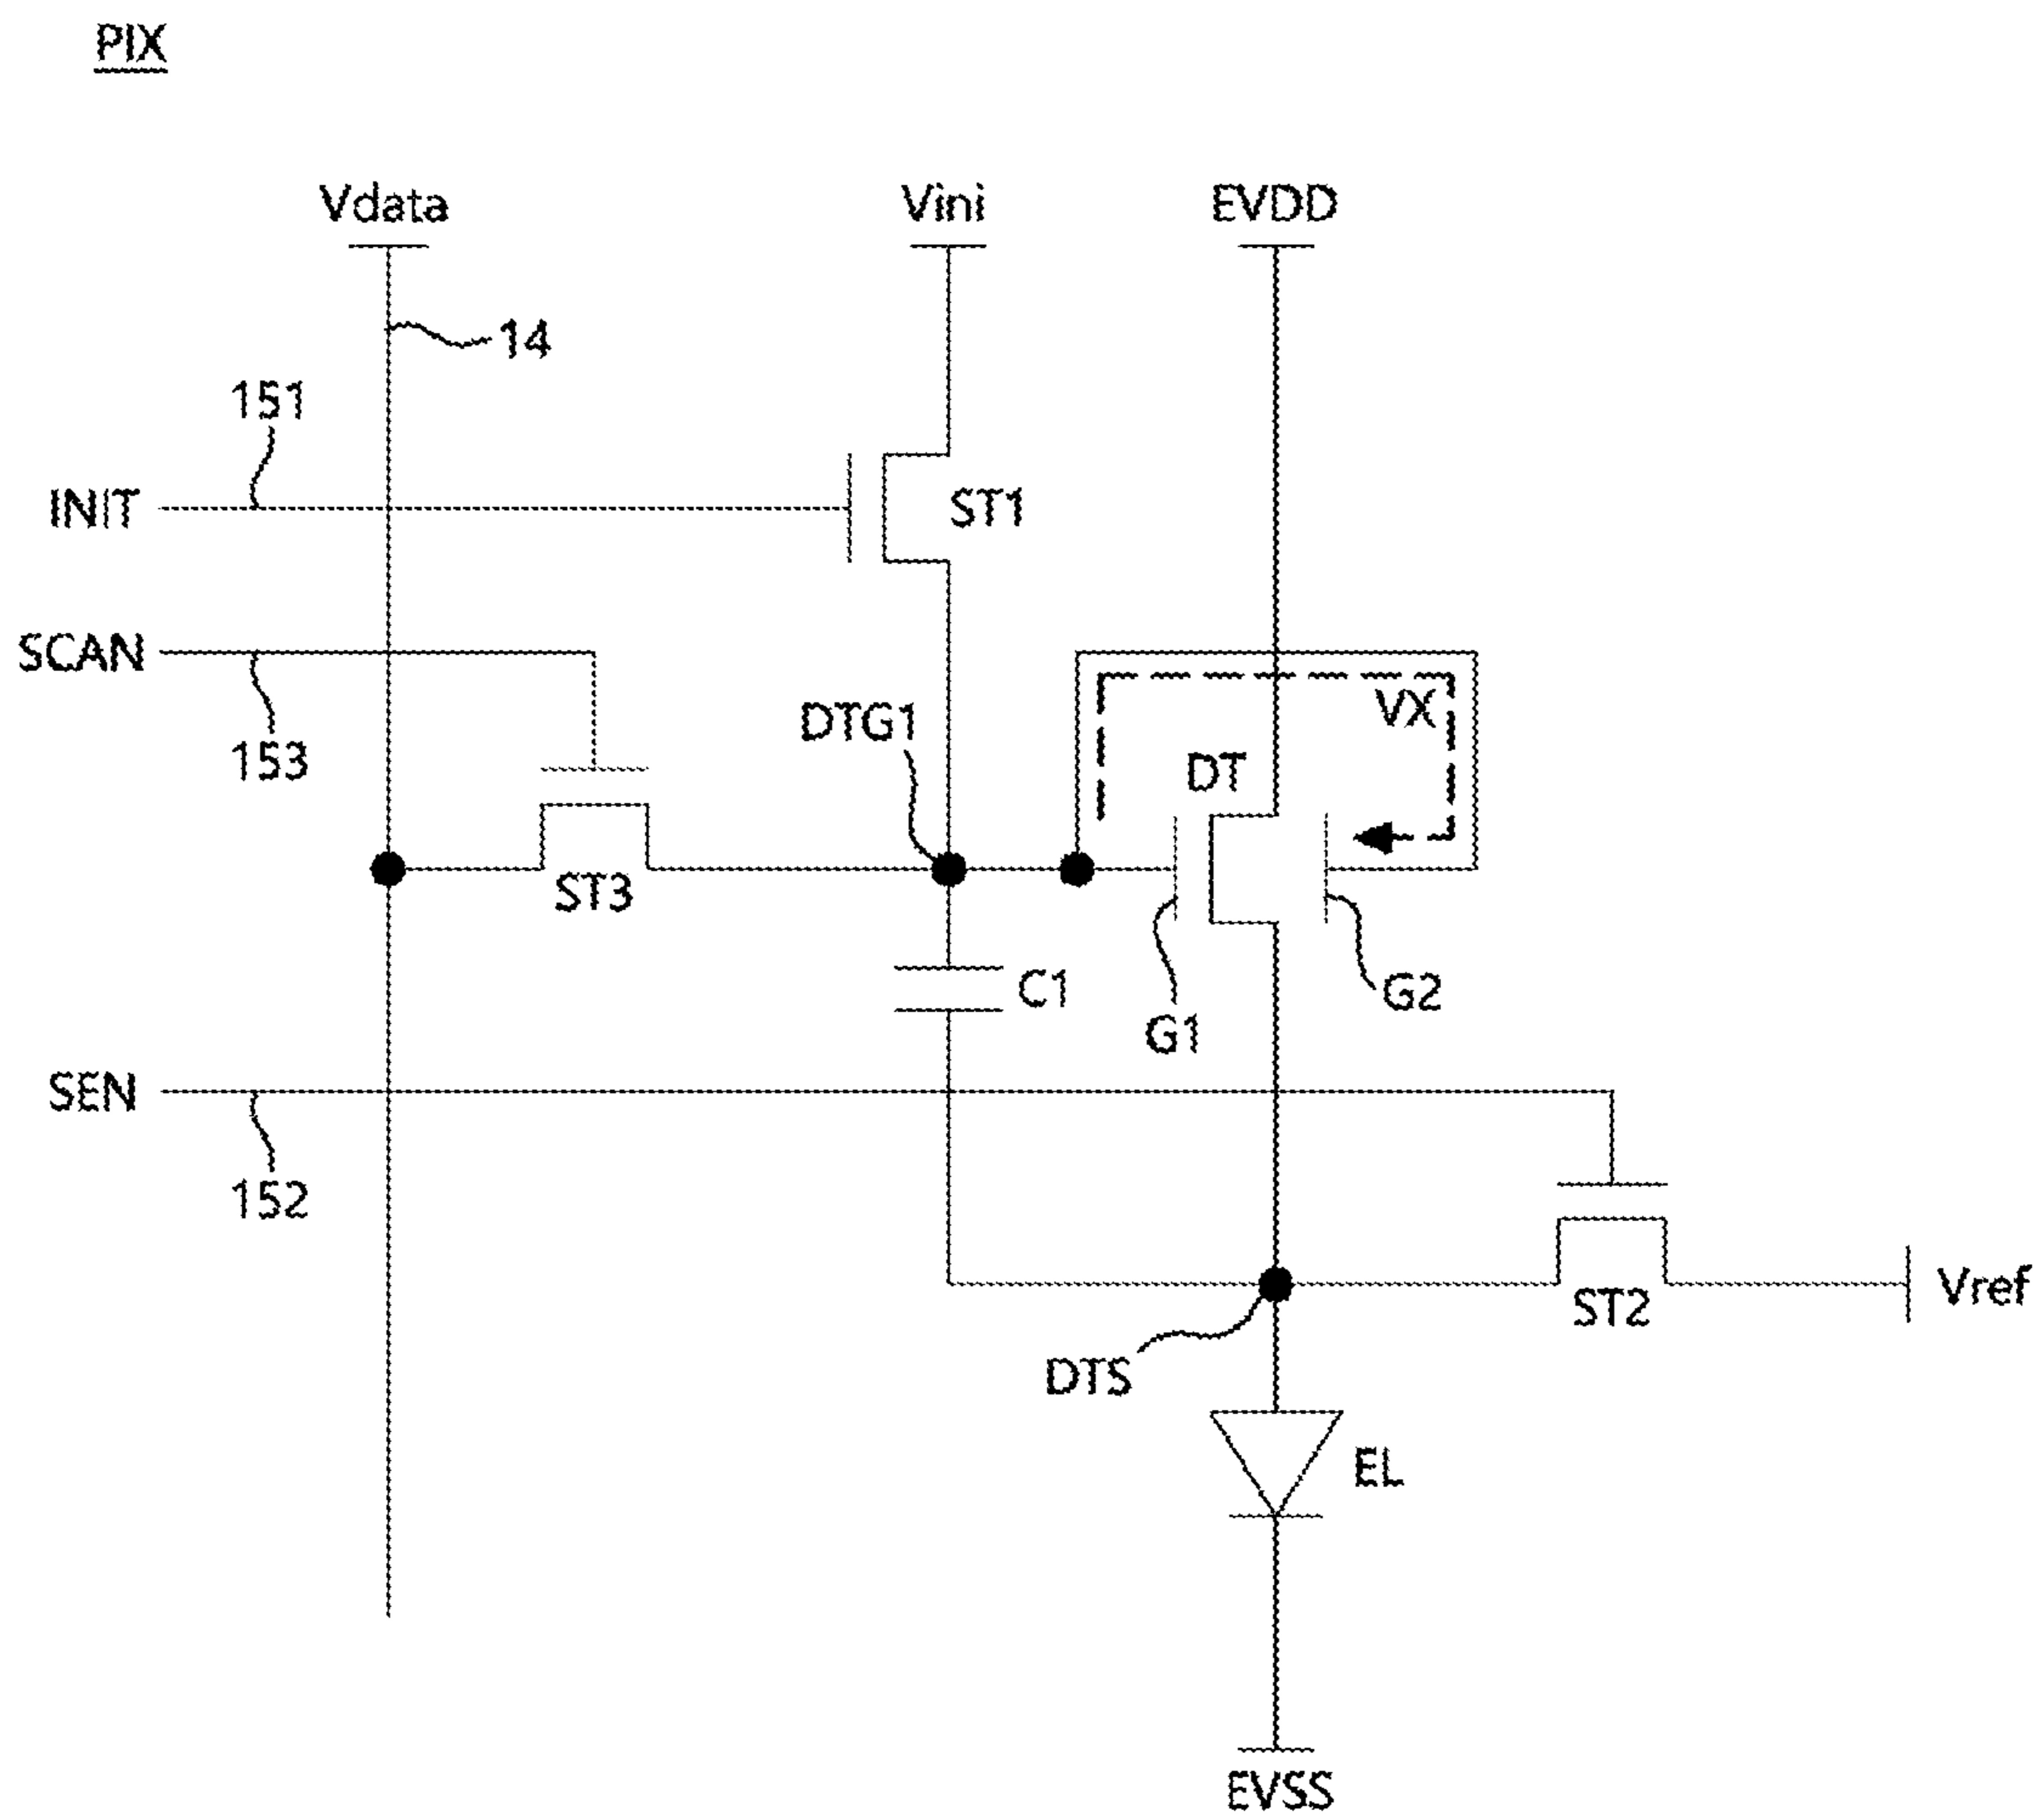 PIX
Vdata
Vini
EVDD
14
151
INIT
ST1
SCAN
153
DTG1
VX
DT
ST3
C1
G2
G1
SEN
152
ST2
Vref
DTS
EL
EVSS